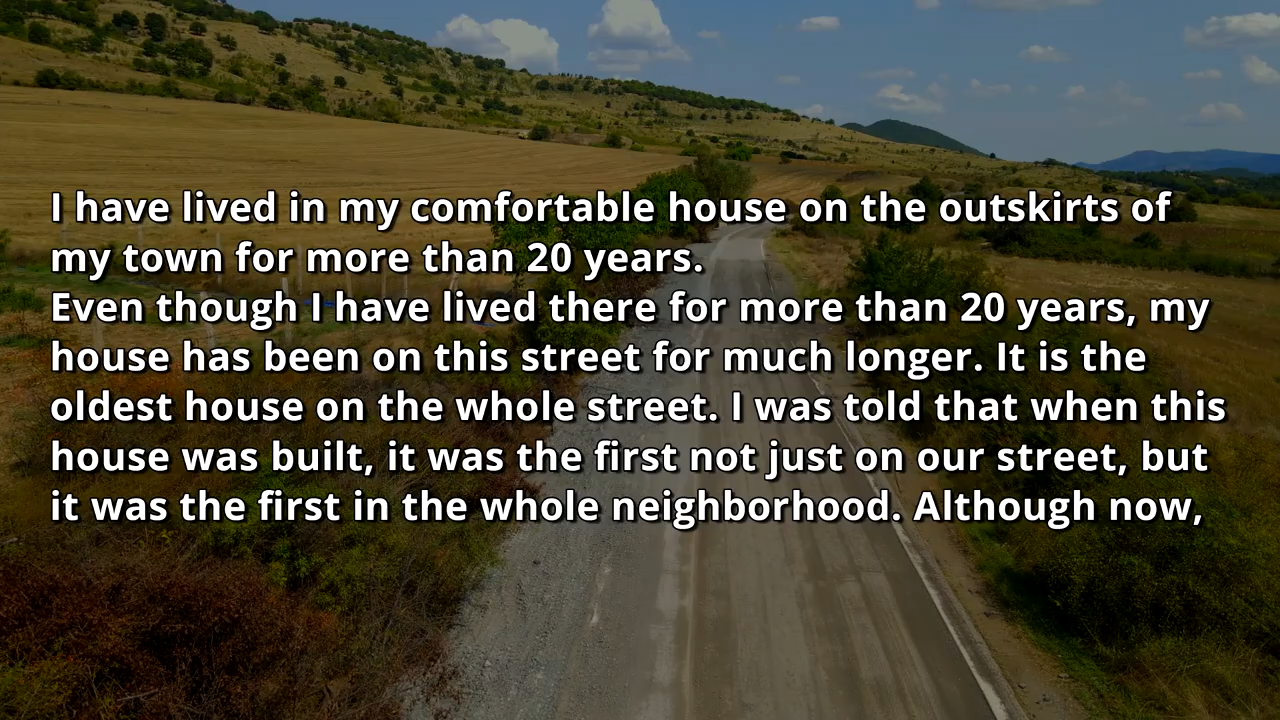 I have lived in my comfortable house on the outskirts of
my town for more than 20 years.
Even though I have lived there for more than 20 years, my
house has been on this street for much longer. It is the
oldest house on the whole street. I was told that when this
house was built, it was the first not just on our street, but
it was the first in the whole neighborhood. Although now,